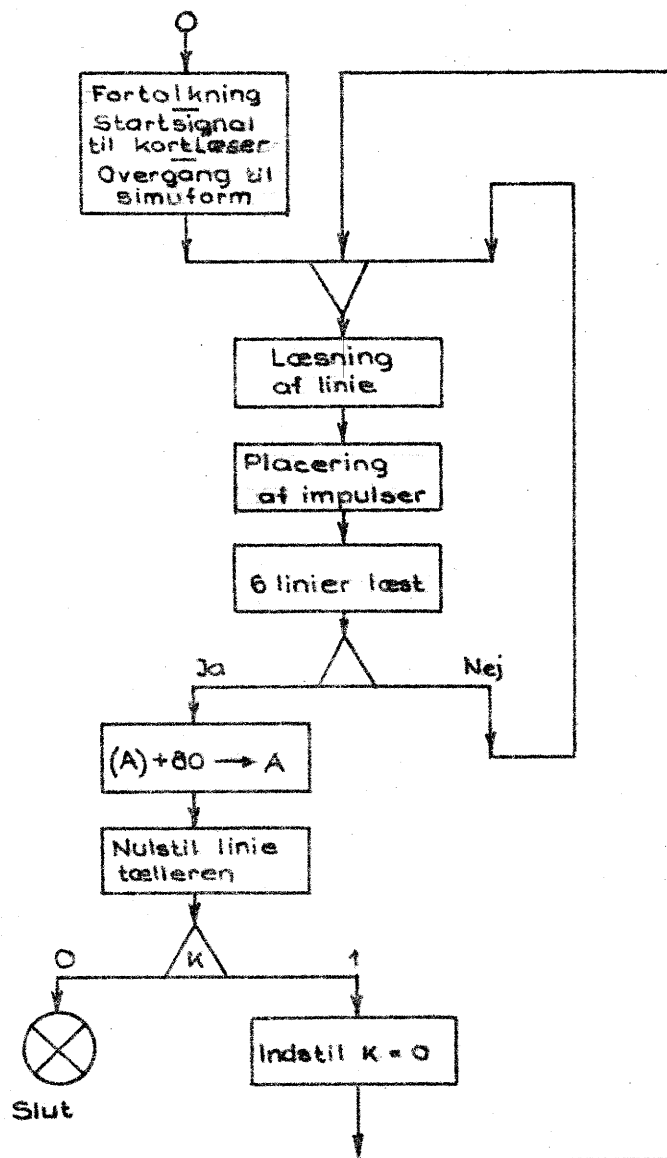 Fortolkning
Startsignal
til kortlæser
Overgang til
simuform
Læsning
af linie
Placering
af impulser
6 linier læst
Ja
Nej
(A)+80 → A
Nulstil linie
tælleren
0
K
1
Indstil K = 0
Slut